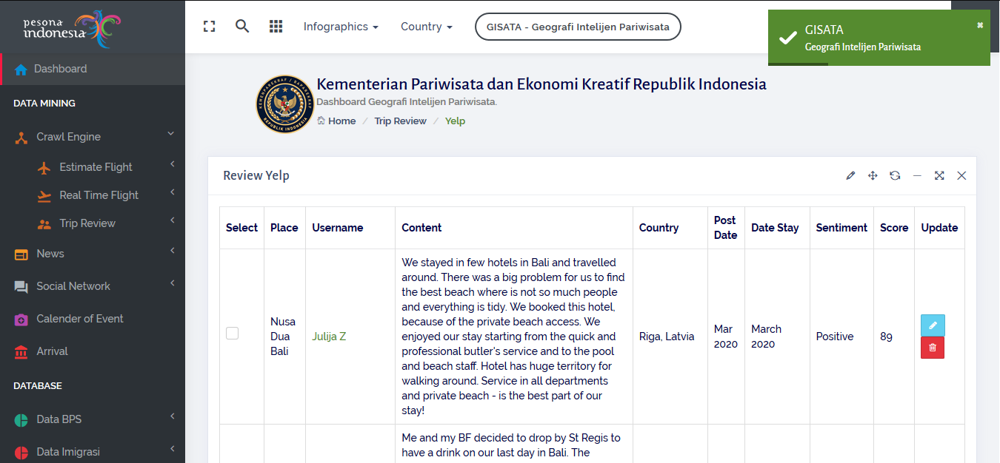 pesona
indonesia
Infographics
Country
GISATA - Geografi Intelijen Pariwisata
GISATA
Geografi Intelijen Pariwisata
Dashboard
DATA MINING
Crawl Engine
Estimate Flight
Real Time Flight
Trip Review
News
Social Network
Calender of Event
Arrival
DATABASE
Data BPS
Data Imigrasi
Kementerian Pariwisata dan Ekonomi Kreatif Republik Indonesia
Dashboard Geografi Intelijen Pariwisata.
Home / Trip Review / Yelp
KEMENPAREKRAF / BAPAREKRAF
REPUBLIK INDONESIA
Review Yelp
Select Place Username Content Country Post Date Date Stay Sentiment Score Update
Nusa
Dua
Bali
Julija Z
We stayed in few hotels in Bali and travelled
around. There was a big problem for us to find
the best beach where is not so much people
and everything is tidy. We booked this hotel,
because of the private beach access. We
enjoyed our stay starting from the quick and
professional butler's service and to the pool
and beach staff. Hotel has huge territory for
walking around. Service in all departments
and private beach - is the best part of our
stay!
Riga, Latvia
Mar
2020
March
2020
Positive
89
Me and my BF decided to drop by St Regis to
have a drink on our last day in Bali. The